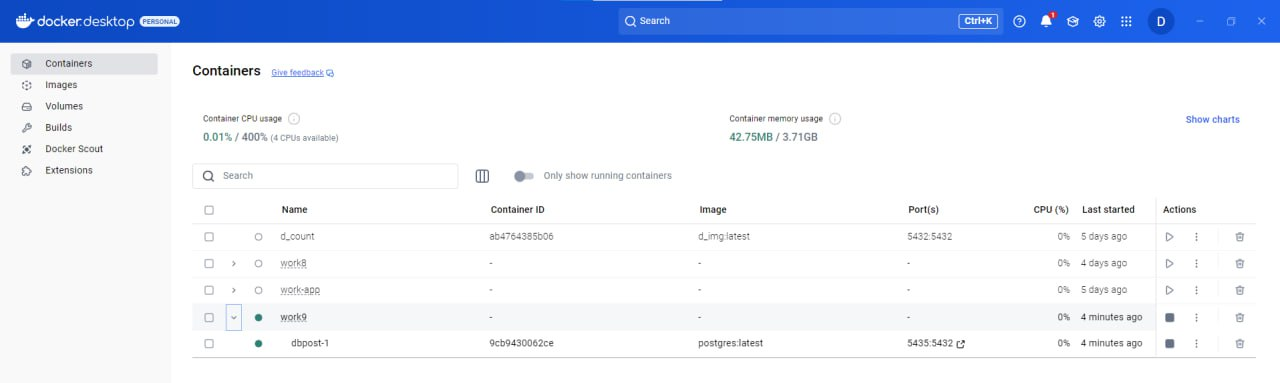 docker.desktop PERSONAL Search Ctrl+K 1 D
Containers
Images
Volumes
Builds
Docker Scout
Extensions
Containers Give feedback
Container CPU usage
0.01% / 400% (4 CPUs available)
Container memory usage
42.75MB / 3.71GB
Show charts
Search Only show running containers
Name Container ID Image Port(s) CPU (%) Last started Actions
d_count ab4764385b06 d_img:latest 5432:5432 0% 5 days ago
work8 - - - 0% 4 days ago
work-app - - - 0% 5 days ago
work9 - - - 0% 4 minutes ago
dbpost-1 9cb9430062ce postgres:latest 5435:5432 0% 4 minutes ago